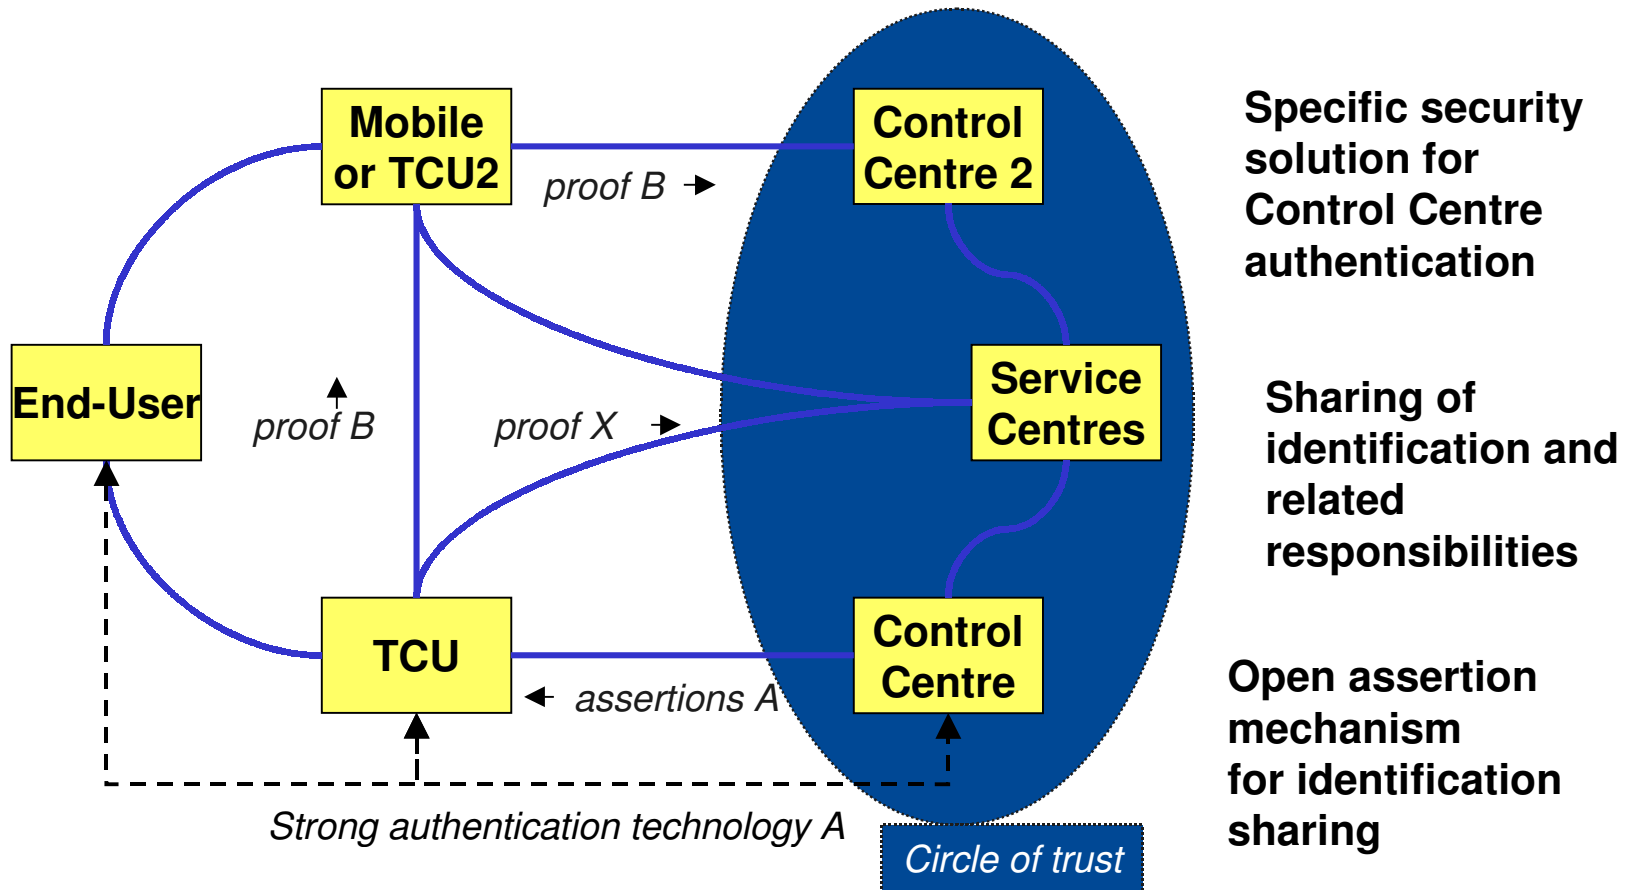 Mobile
or TCU2
Control
Centre 2
proof B
Specific security
solution for
Control Centre
authentication
End-User
proof B
proof X
Service
Centres
Sharing of
identification and
related
responsibilities
TCU
Control
Centre
assertions A
Open assertion
mechanism
for identification
sharing
Strong authentication technology A
Circle of trust